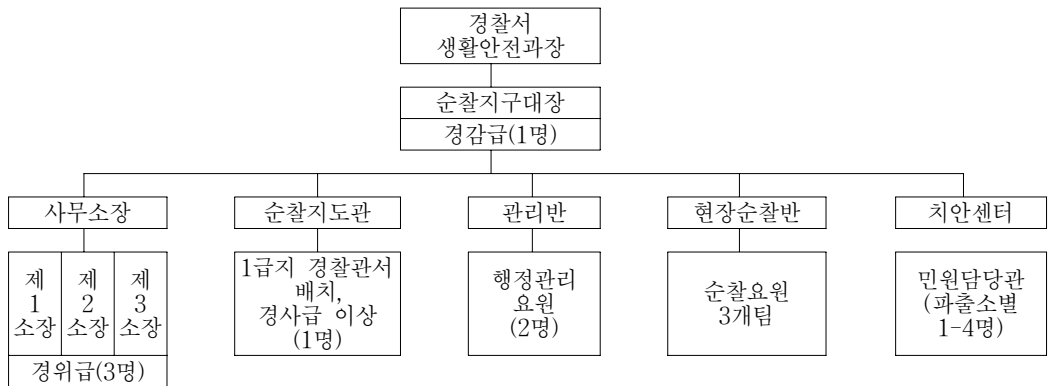 경찰서
생활안전과장
순찰지구대장
경감급(1명)
사무소장
순찰지도관
관리반
현장순찰반
치안센터
제
1
소장
제
2
소장
제
3
소장
경위급(3명)
1급지 경찰관서
배치,
경사급 이상
(1명)
행정관리
요원
(2명)
순찰요원
3개팀
민원담당관
(파출소별
1-4명)